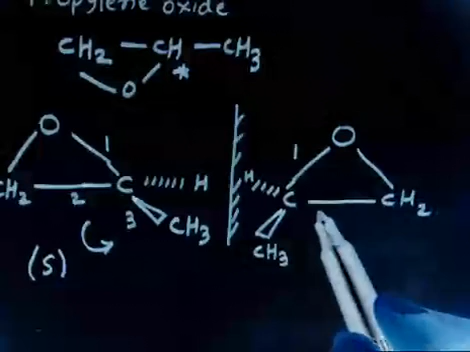 Propylene oxide
CH2 — CH — CH3
O
*
O 1
CH2 2 C H
3 CH3
(S)
O
1
H C CH2
CH3